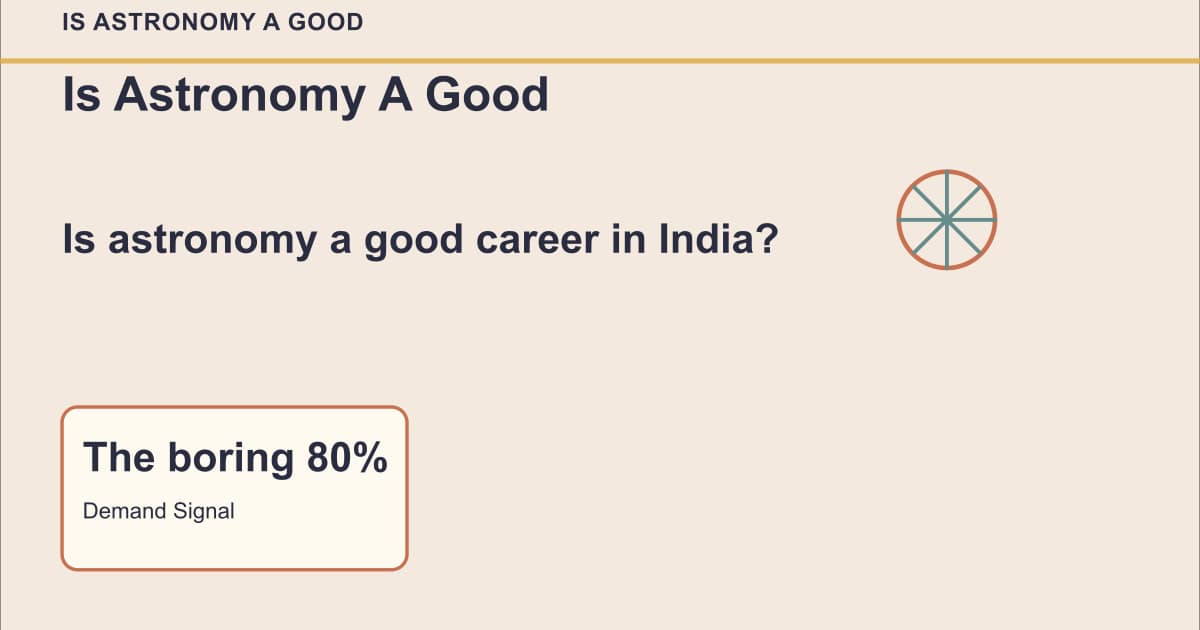 IS ASTRONOMY A GOOD
Is Astronomy A Good
Is astronomy a good career in India?
The boring 80%
Demand Signal